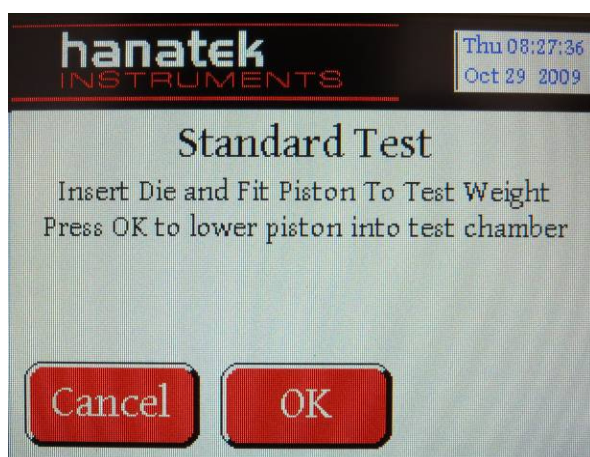 hanatek
INSTRUMENTS
Thu 08:27:36
Oct 29 2009
Standard Test
Insert Die and Fit Piston To Test Weight
Press OK to lower piston into test chamber
Cancel
OK